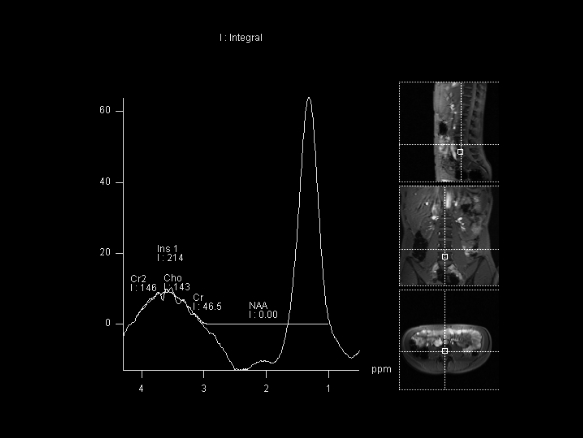 I : Integral
60
40
20
0
Ins 1
I : 214
Cr2
I : 146
Cho
I : 143
Cr
I : 46.5
NAA
I : 0.00
ppm
4
3
2
1